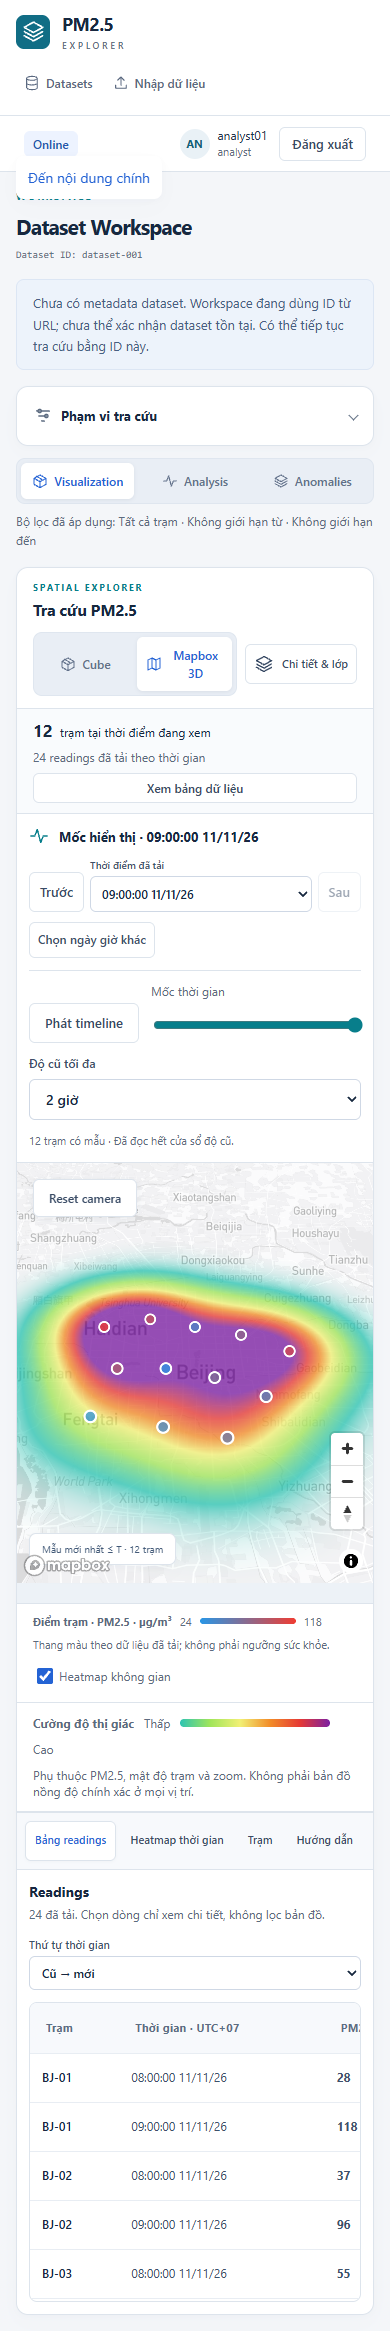 PM2.5
EXPLORER
Datasets
Nhập dữ liệu
Online
AN
analyst01
analyst
Đăng xuất
Đến nội dung chính
Dataset Workspace
Dataset ID: dataset-001
Chưa có metadata dataset. Workspace đang dùng ID từ
URL; chưa thể xác nhận dataset tồn tại. Có thể tiếp tục
tra cứu bằng ID này.
Phạm vi tra cứu
Visualization
Analysis
Anomalies
Bộ lọc đã áp dụng: Tất cả trạm · Không giới hạn từ · Không giới hạn
đến
SPATIAL EXPLORER
Tra cứu PM2.5
Cube
Mapbox
3D
Chi tiết & lớp
12 trạm tại thời điểm đang xem
24 readings đã tải theo thời gian
Xem bảng dữ liệu
Mốc hiển thị · 09:00:00 11/11/26
Thời điểm đã tải
Trước
09:00:00 11/11/26
Sau
Chọn ngày giờ khác
Mốc thời gian
Phát timeline
Độ cũ tối đa
2 giờ
12 trạm có mẫu · Đã đọc hết cửa sổ độ cũ.
Reset camera
Xiaotangshan
Gaoliying
Beiqijia
Houshayu
Shangzhuang
Dongxiaokou
Tianzhu
Xibeiwang
Sunhe
Haidian
Beijing
Fengtai
World Park
Yizhuang
Xihongmen
Mẫu mới nhất ≤ T · 12 trạm
mapbox
Điểm trạm · PM2.5 · µg/m³
24
118
Thang màu theo dữ liệu đã tải; không phải ngưỡng sức khỏe.
Heatmap không gian
Cường độ thị giác
Thấp
Cao
Phụ thuộc PM2.5, mật độ trạm và zoom. Không phải bản đồ
nồng độ chính xác ở mọi vị trí.
Bảng readings
Heatmap thời gian
Trạm
Hướng dẫn
Readings
24 đã tải. Chọn dòng chỉ xem chi tiết, không lọc bản đồ.
Thứ tự thời gian
Cũ → mới
Trạm
Thời gian · UTC+07
BJ-01 08:00:00 11/11/26 28
BJ-01 09:00:00 11/11/26 118
BJ-02 08:00:00 11/11/26 37
BJ-02 09:00:00 11/11/26 96
BJ-03 08:00:00 11/11/26 55